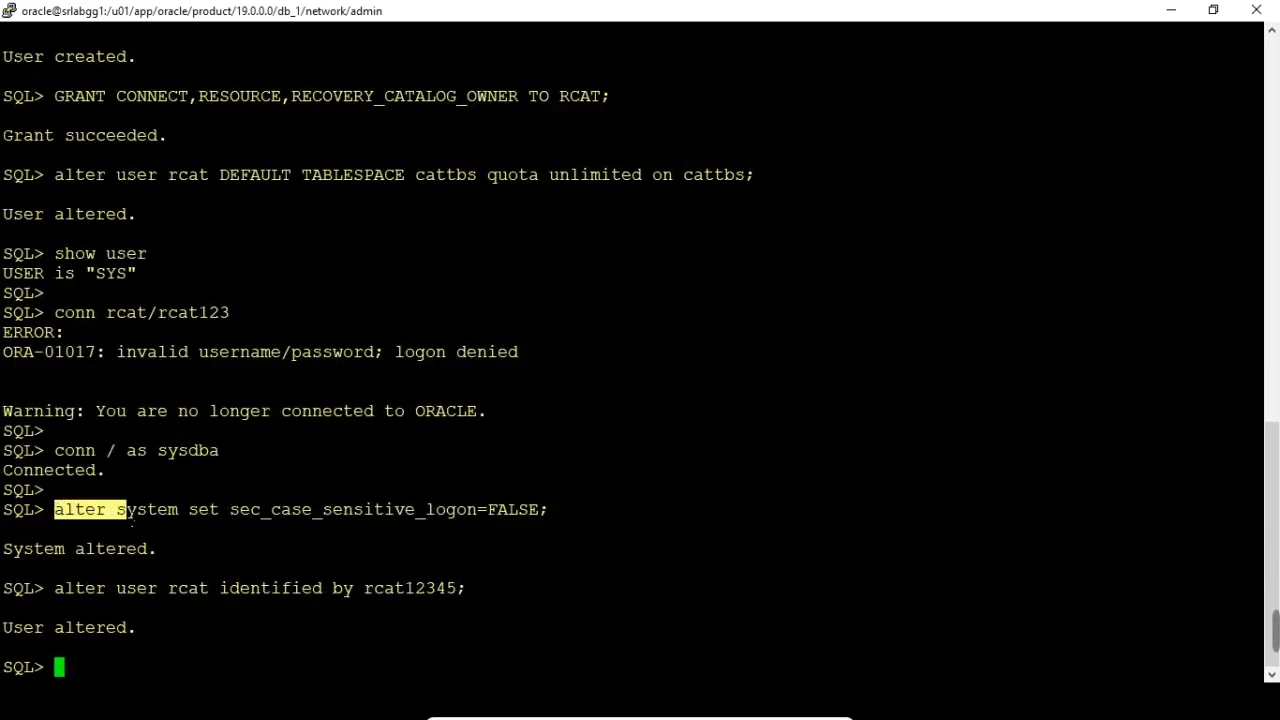 oracle@srlabgg1:/u01/app/oracle/product/19.0.0.0/db_1/network/admin
User created.
SQL> GRANT CONNECT,RESOURCE,RECOVERY_CATALOG_OWNER TO RCAT;
Grant succeeded.
SQL> alter user rcat DEFAULT TABLESPACE cattbs quota unlimited on cattbs;
User altered.
SQL> show user
USER is "SYS"
SQL>
SQL> conn rcat/rcat123
ERROR:
ORA-01017: invalid username/password; logon denied
Warning: You are no longer connected to ORACLE.
SQL>
SQL> conn / as sysdba
Connected.
SQL>
SQL> alter system set sec_case_sensitive_logon=FALSE;
System altered.
SQL> alter user rcat identified by rcat12345;
User altered.
SQL>